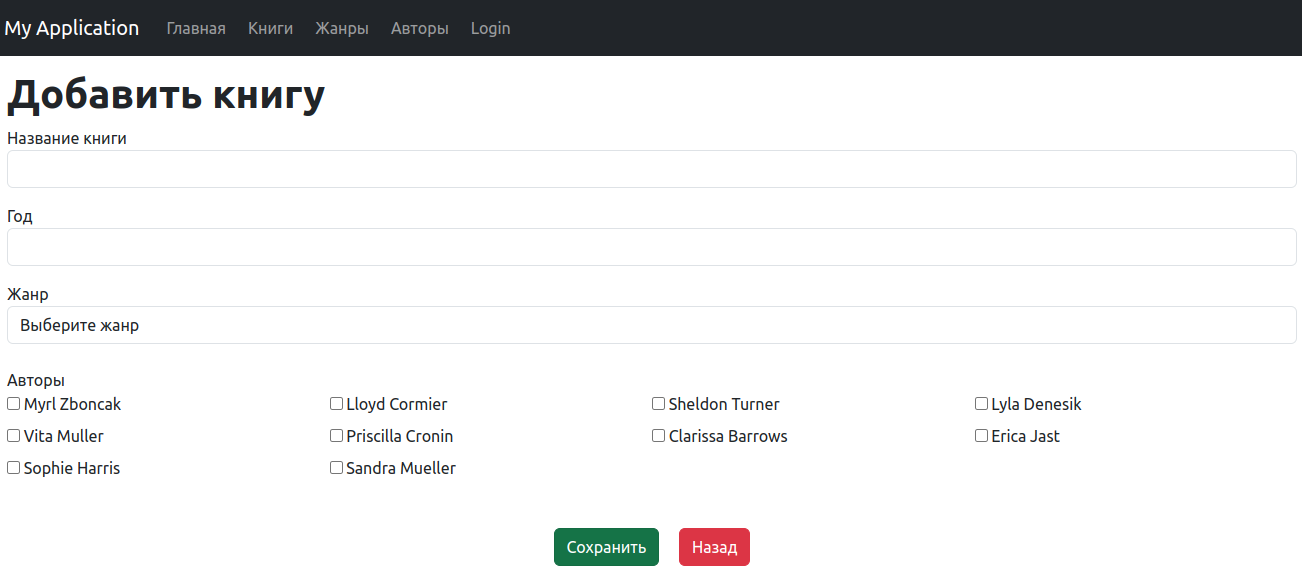 My Application Главная Книги Жанры Авторы Login
Добавить книгу
Название книги
Год
Жанр
Выберите жанр
Авторы
Myrl Zboncak Lloyd Cormier Sheldon Turner Lyla Denesik
Vita Muller Priscilla Cronin Clarissa Barrows Erica Jast
Sophie Harris Sandra Mueller
Сохранить Назад